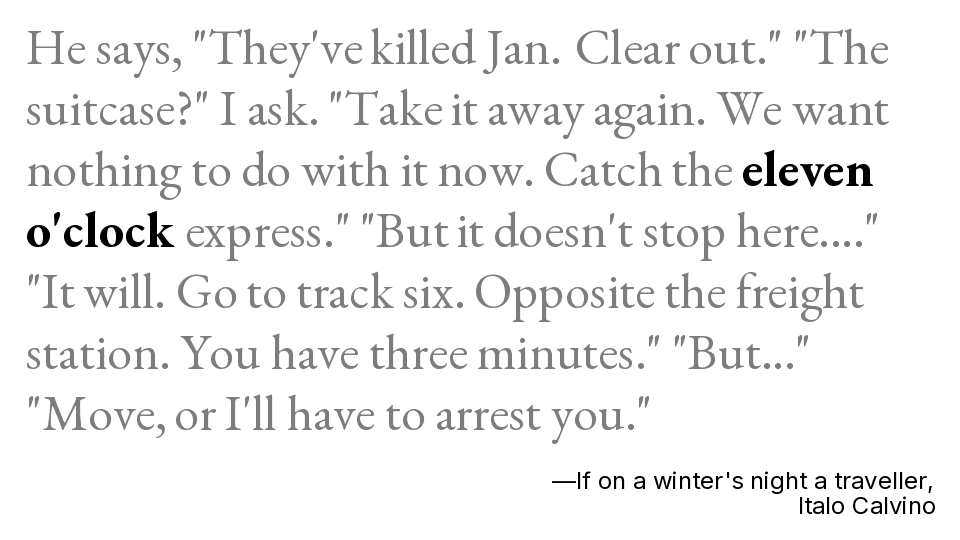 He says, "They've killed Jan. Clear out." "The
suitcase?" I ask. "Take it away again. We want
nothing to do with it now. Catch the eleven
o'clock express." "But it doesn't stop here...."
"It will. Go to track six. Opposite the freight
station. You have three minutes." "But..."
"Move, or I'll have to arrest you."
—If on a winter's night a traveller,
Italo Calvino